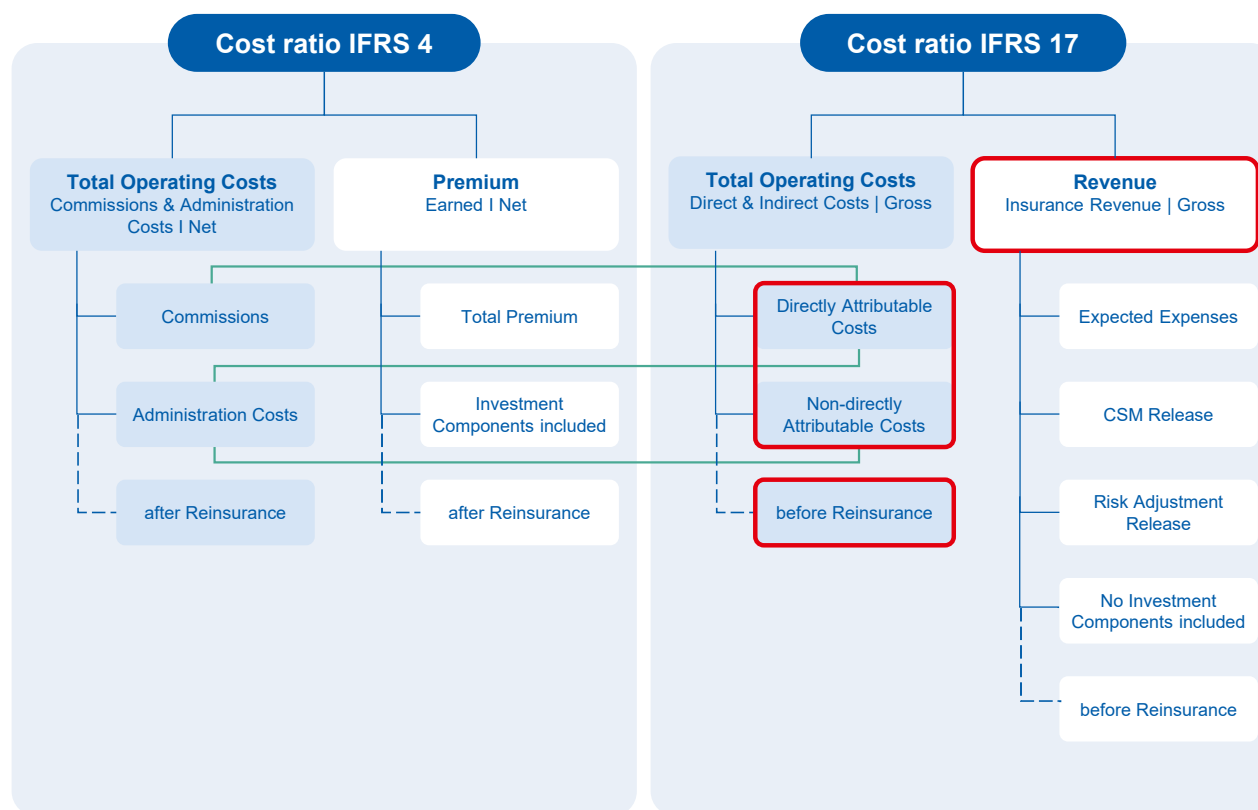 Cost ratio IFRS 4
Total Operating Costs
Commissions & Administration
Costs I Net
Premium
Earned I Net
Commissions
Total Premium
Administration Costs
Investment
Components included
after Reinsurance
after Reinsurance
Cost ratio IFRS 17
Total Operating Costs
Direct & Indirect Costs | Gross
Revenue
Insurance Revenue | Gross
Directly Attributable
Costs
Expected Expenses
Non-directly
Attributable Costs
CSM Release
before Reinsurance
Risk Adjustment
Release
No Investment
Components included
before Reinsurance